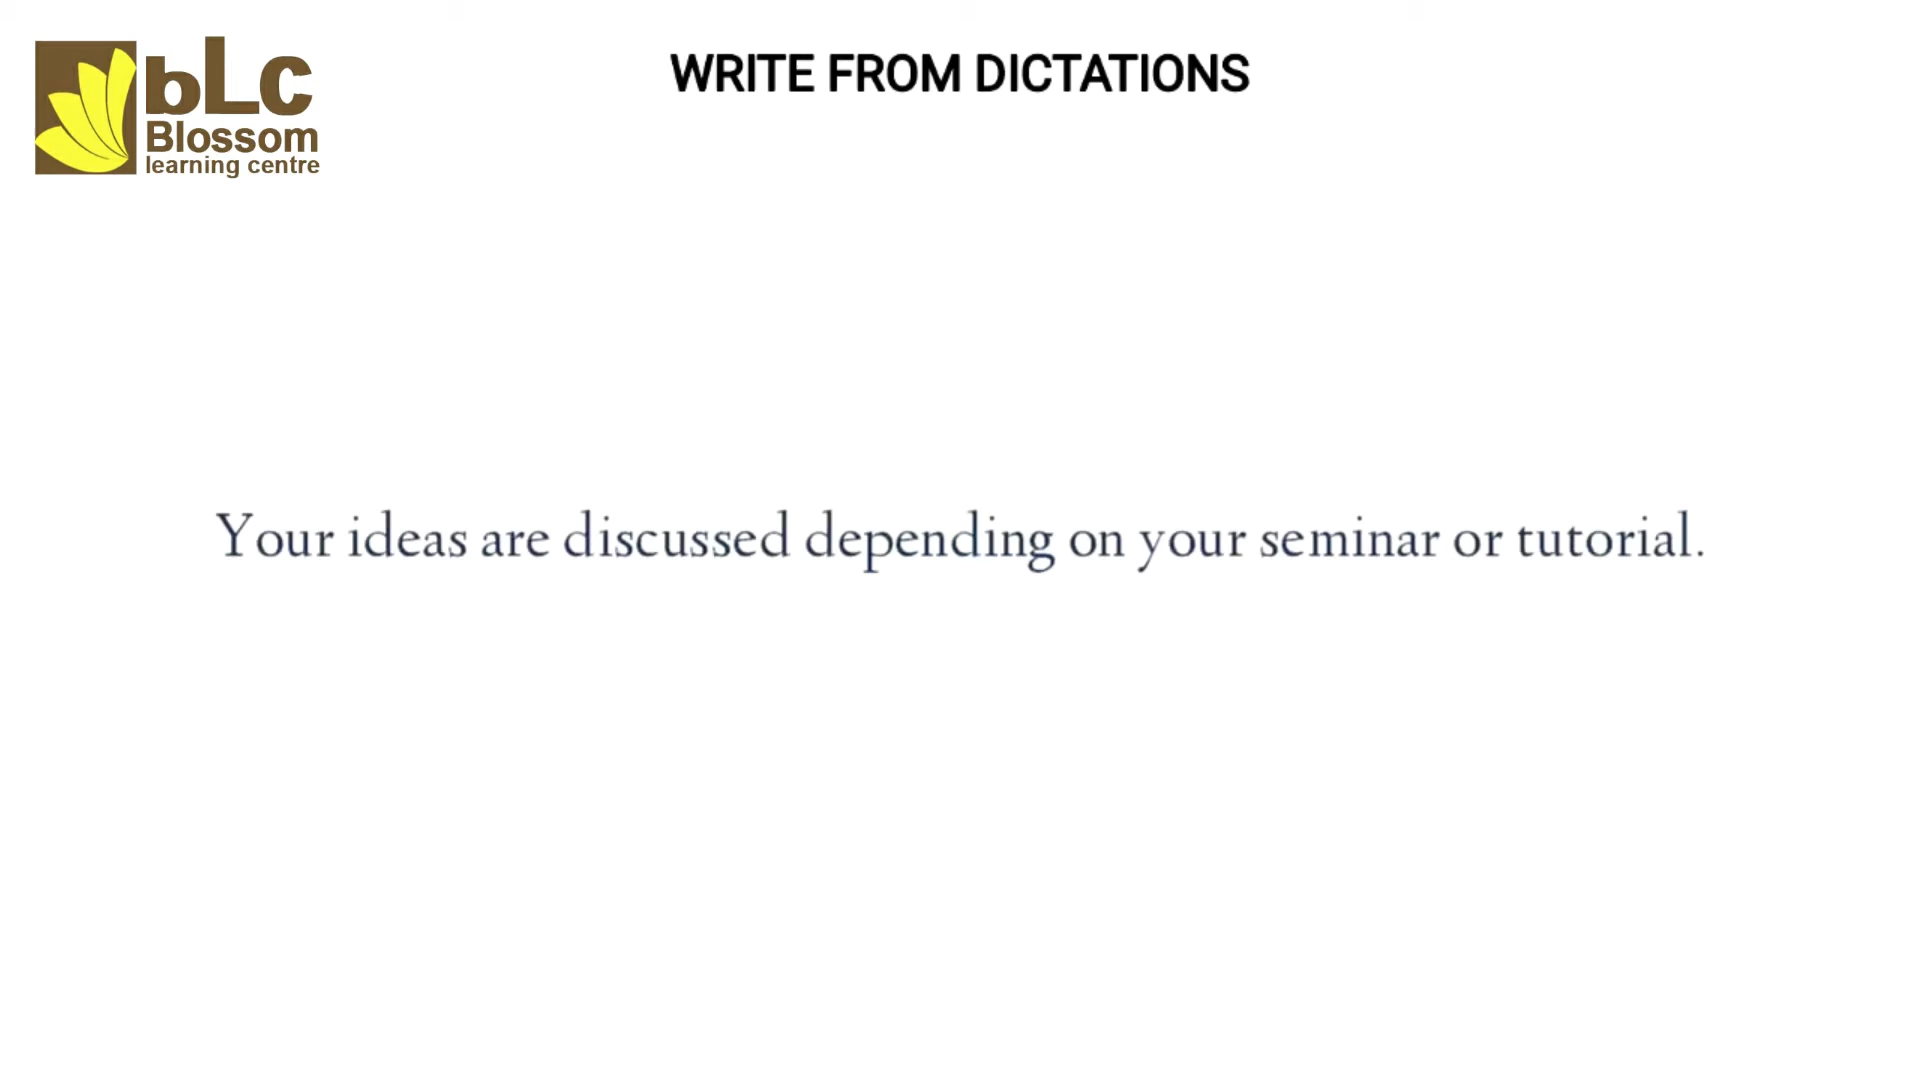 bLc
Blossom
learning centre
WRITE FROM DICTATIONS
Your ideas are discussed depending on your seminar or tutorial.